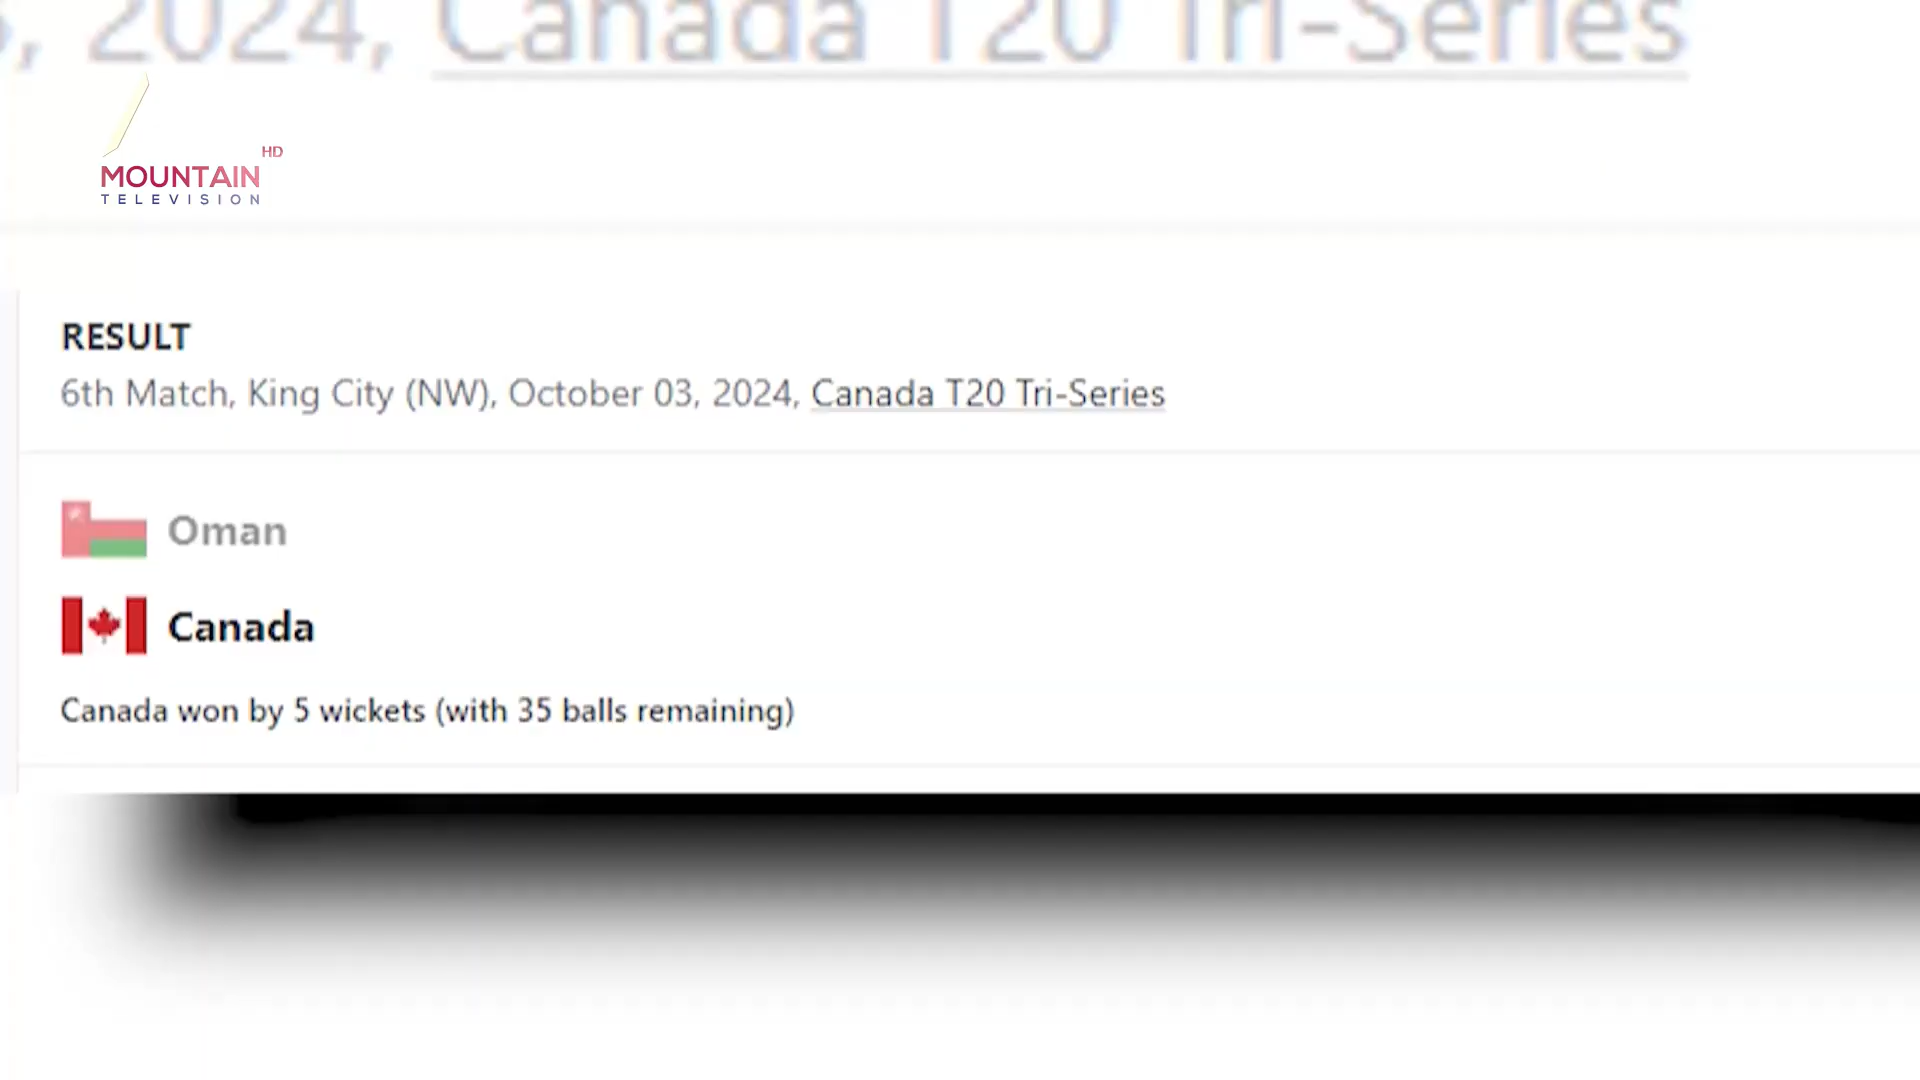 2024, Canada T20 Tri-Series
HD
MOUNTAIN
TELEVISION
RESULT
6th Match, King City (NW), October 03, 2024, Canada T20 Tri-Series
Oman
Canada
Canada won by 5 wickets (with 35 balls remaining)